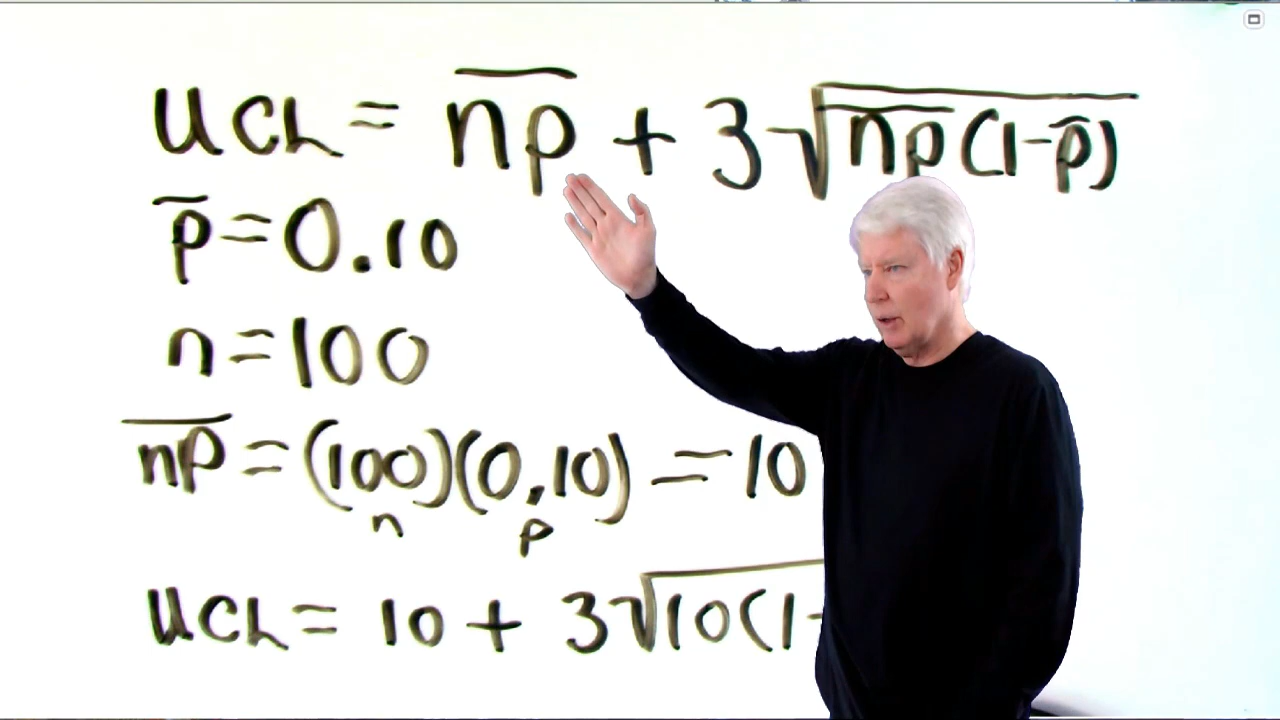 UCL = n̅p̅ + 3√n̅p̅(1-p̅)
p̅ = 0.10
n = 100
n̅p̅ = (100)(0.10) = 10
n p
UCL = 10 + 3√10(1-